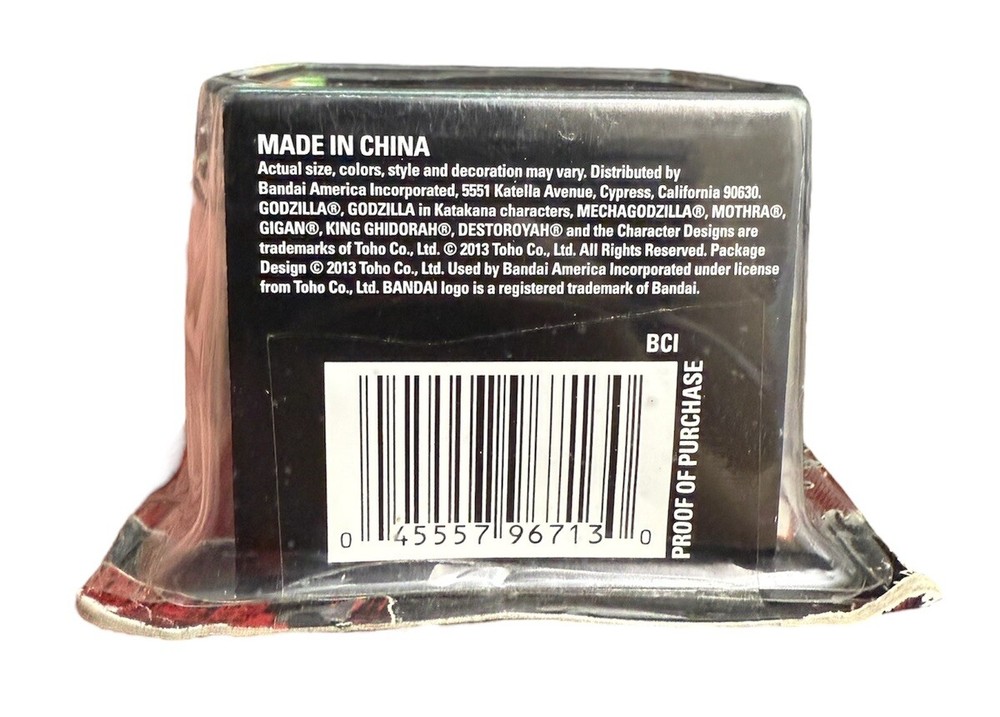 MADE IN CHINA
Actual size, colors, style and decoration may vary. Distributed by
Bandai America Incorporated, 5551 Katella Avenue, Cypress, California 90630.
GODZILLA®, GODZILLA in Katakana characters, MECHAGODZILLA®, MOTHRA®,
GIGAN®, KING GHIDORAH®, DESTOROYAH® and the Character Designs are
trademarks of Toho Co., Ltd. © 2013 Toho Co., Ltd. All Rights Reserved. Package
Design © 2013 Toho Co., Ltd. Used by Bandai America Incorporated under license
from Toho Co., Ltd. BANDAI logo is a registered trademark of Bandai.
BCI
PROOF OF PURCHASE
0 45557 96713 0